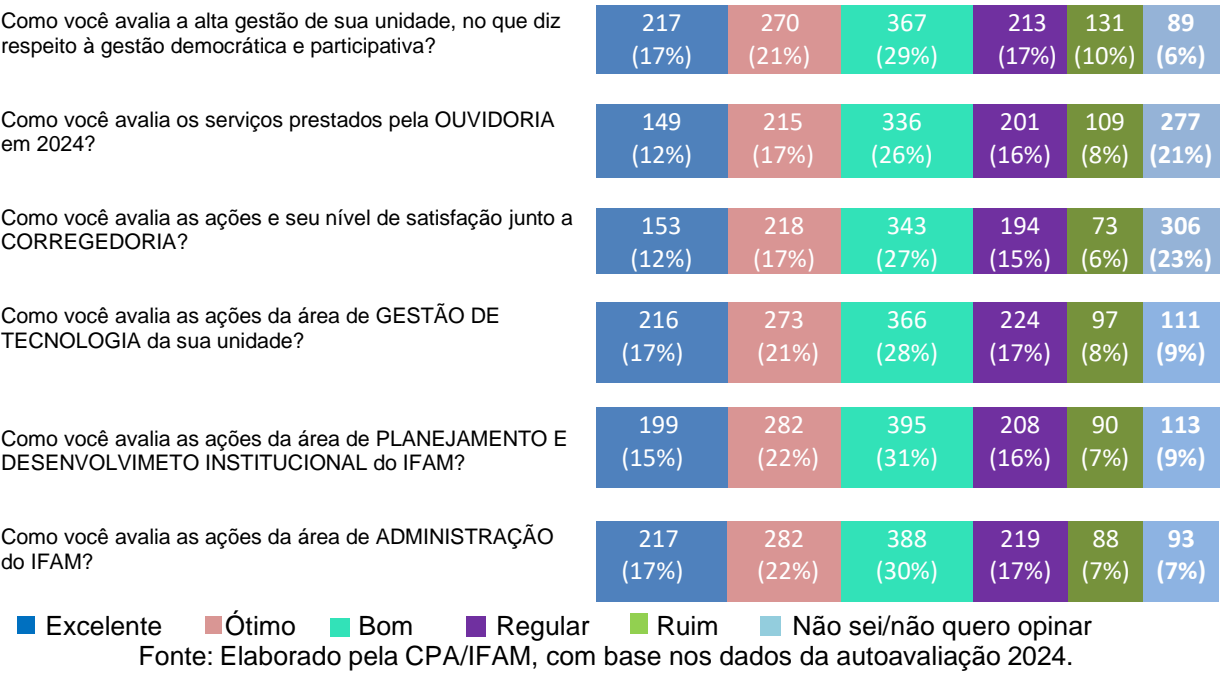 Como você avalia a alta gestão de sua unidade, no que diz
respeito à gestão democrática e participativa?
217 270 367 213 131 89
(17%) (21%) (29%) (17%) (10%) (6%)
Como você avalia os serviços prestados pela OUVIDORIA
em 2024?
149 215 336 201 109 277
(12%) (17%) (26%) (16%) (8%) (21%)
Como você avalia as ações e seu nível de satisfação junto a
CORREGEDORIA?
153 218 343 194 73 306
(12%) (17%) (27%) (15%) (6%) (23%)
Como você avalia as ações da área de GESTÃO DE
TECNOLOGIA da sua unidade?
216 273 366 224 97 111
(17%) (21%) (28%) (17%) (8%) (9%)
Como você avalia as ações da área de PLANEJAMENTO E
DESENVOLVIMETO INSTITUCIONAL do IFAM?
199 282 395 208 90 113
(15%) (22%) (31%) (16%) (7%) (9%)
Como você avalia as ações da área de ADMINISTRAÇÃO
do IFAM?
217 282 388 219 88 93
(17%) (22%) (30%) (17%) (7%) (7%)
Excelente Ótimo Bom Regular Ruim Não sei/não quero opinar
Fonte: Elaborado pela CPA/IFAM, com base nos dados da autoavaliação 2024.